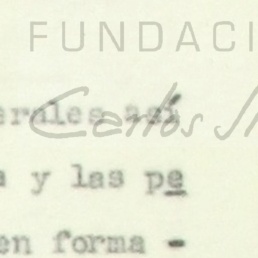 FUNDACI
erales así
Carlos
a y las pe
en forma -